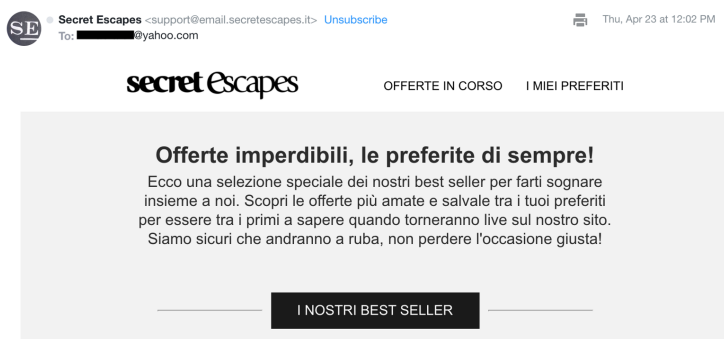 SE
Secret Escapes <support@email.secretescapes.it> Unsubscribe
Thu, Apr 23 at 12:02 PM
To: @yahoo.com
secret escapes
OFFERTE IN CORSO I MIEI PREFERITI
Offerte imperdibili, le preferite di sempre!
Ecco una selezione speciale dei nostri best seller per farti sognare
insieme a noi. Scopri le offerte più amate e salvale tra i tuoi preferiti
per essere tra i primi a sapere quando torneranno live sul nostro sito.
Siamo sicuri che andranno a ruba, non perdere l'occasione giusta!
I NOSTRI BEST SELLER